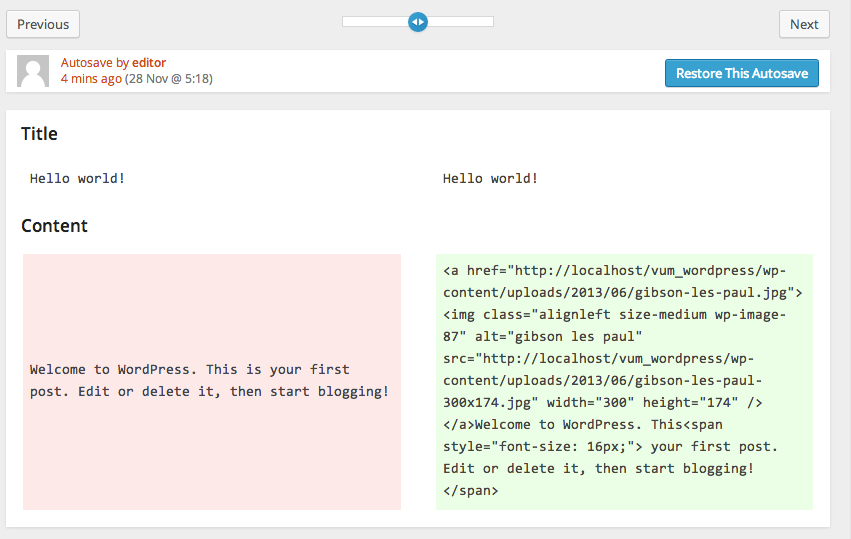 Previous
Next
Autosave by editor
4 mins ago (28 Nov @ 5:18)
Restore This Autosave
Title
Hello world!
Hello world!
Content
Welcome to WordPress. This is your first
post. Edit or delete it, then start blogging!
<a href="http://localhost/vum_wordpress/wp-
content/uploads/2013/06/gibson-les-paul.jpg">
<img class="alignleft size-medium wp-image-
87" alt="gibson les paul"
src="http://localhost/vum_wordpress/wp-
content/uploads/2013/06/gibson-les-paul-
300x174.jpg" width="300" height="174" />
</a>Welcome to WordPress. This<span
style="font-size: 16px;"> your first post.
Edit or delete it, then start blogging!
</span>